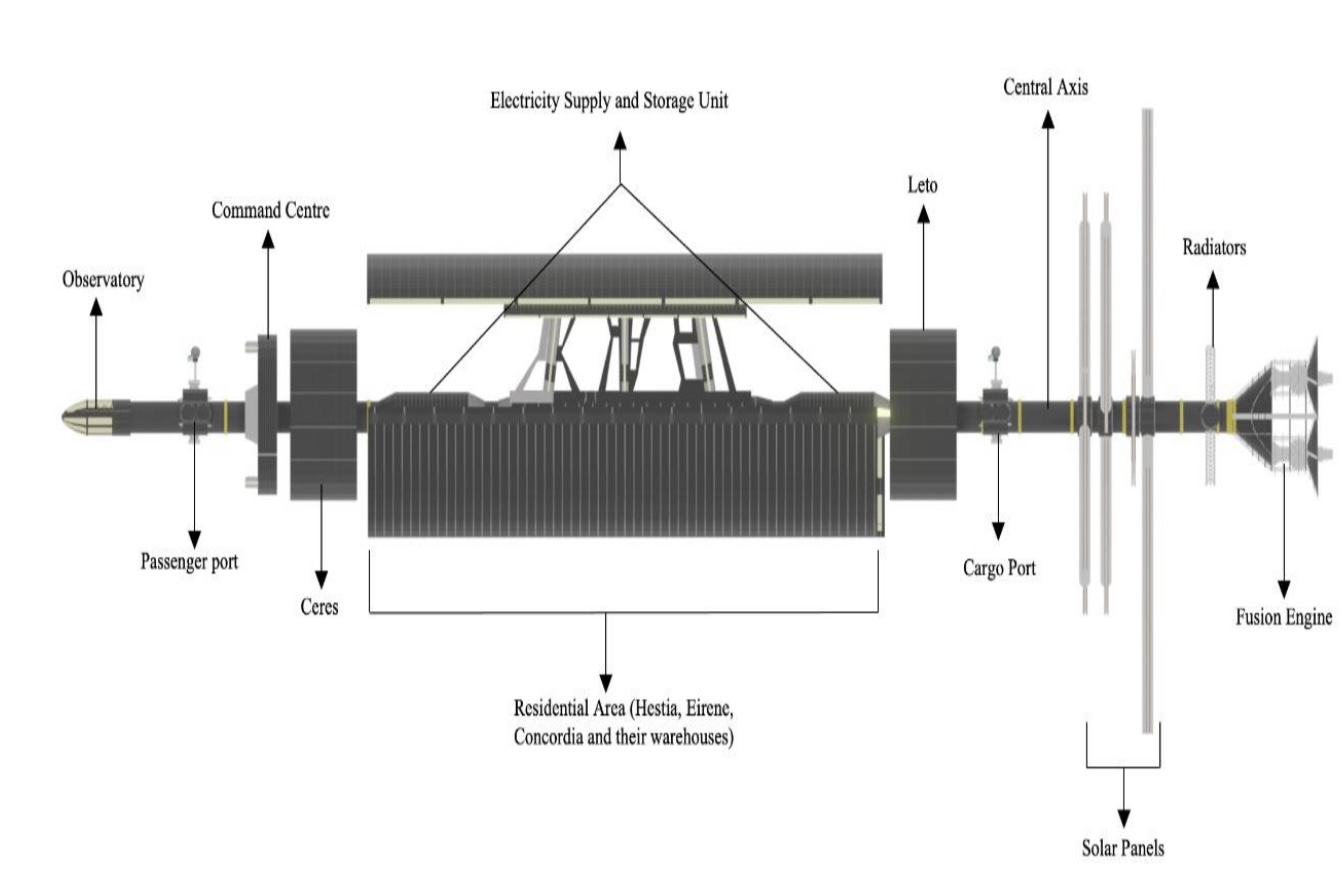 Central Axis
Electricity Supply and Storage Unit
Leto
Command Centre
Radiators
Observatory
Passenger port
Cargo Port
Ceres
Fusion Engine
Residential Area (Hestia, Eirene,
Concordia and their warehouses)
Solar Panels